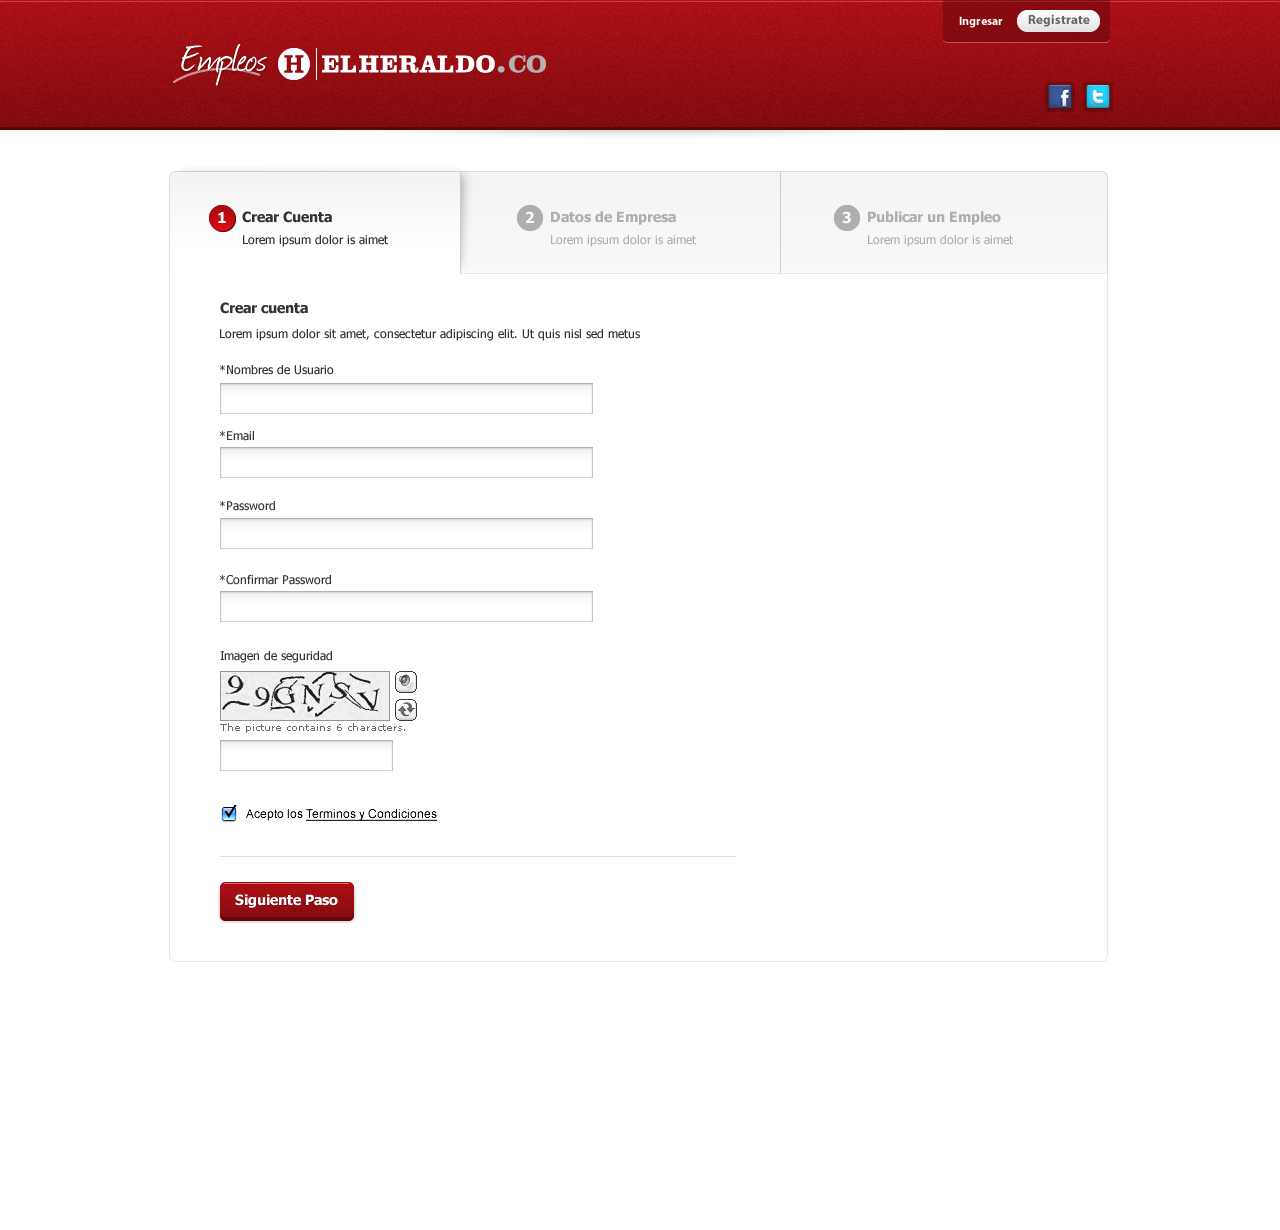 Ingresar Registrate
Empleos H ELHERALDO.CO
f t
1 Crear Cuenta
Lorem ipsum dolor is aimet
2 Datos de Empresa
Lorem ipsum dolor is aimet
3 Publicar un Empleo
Lorem ipsum dolor is aimet
Crear cuenta
Lorem ipsum dolor sit amet, consectetur adipiscing elit. Ut quis nisl sed metus
*Nombres de Usuario
*Email
*Password
*Confirmar Password
Imagen de seguridad
99GNSV
The picture contains 6 characters.
Acepto los Terminos y Condiciones
Siguiente Paso